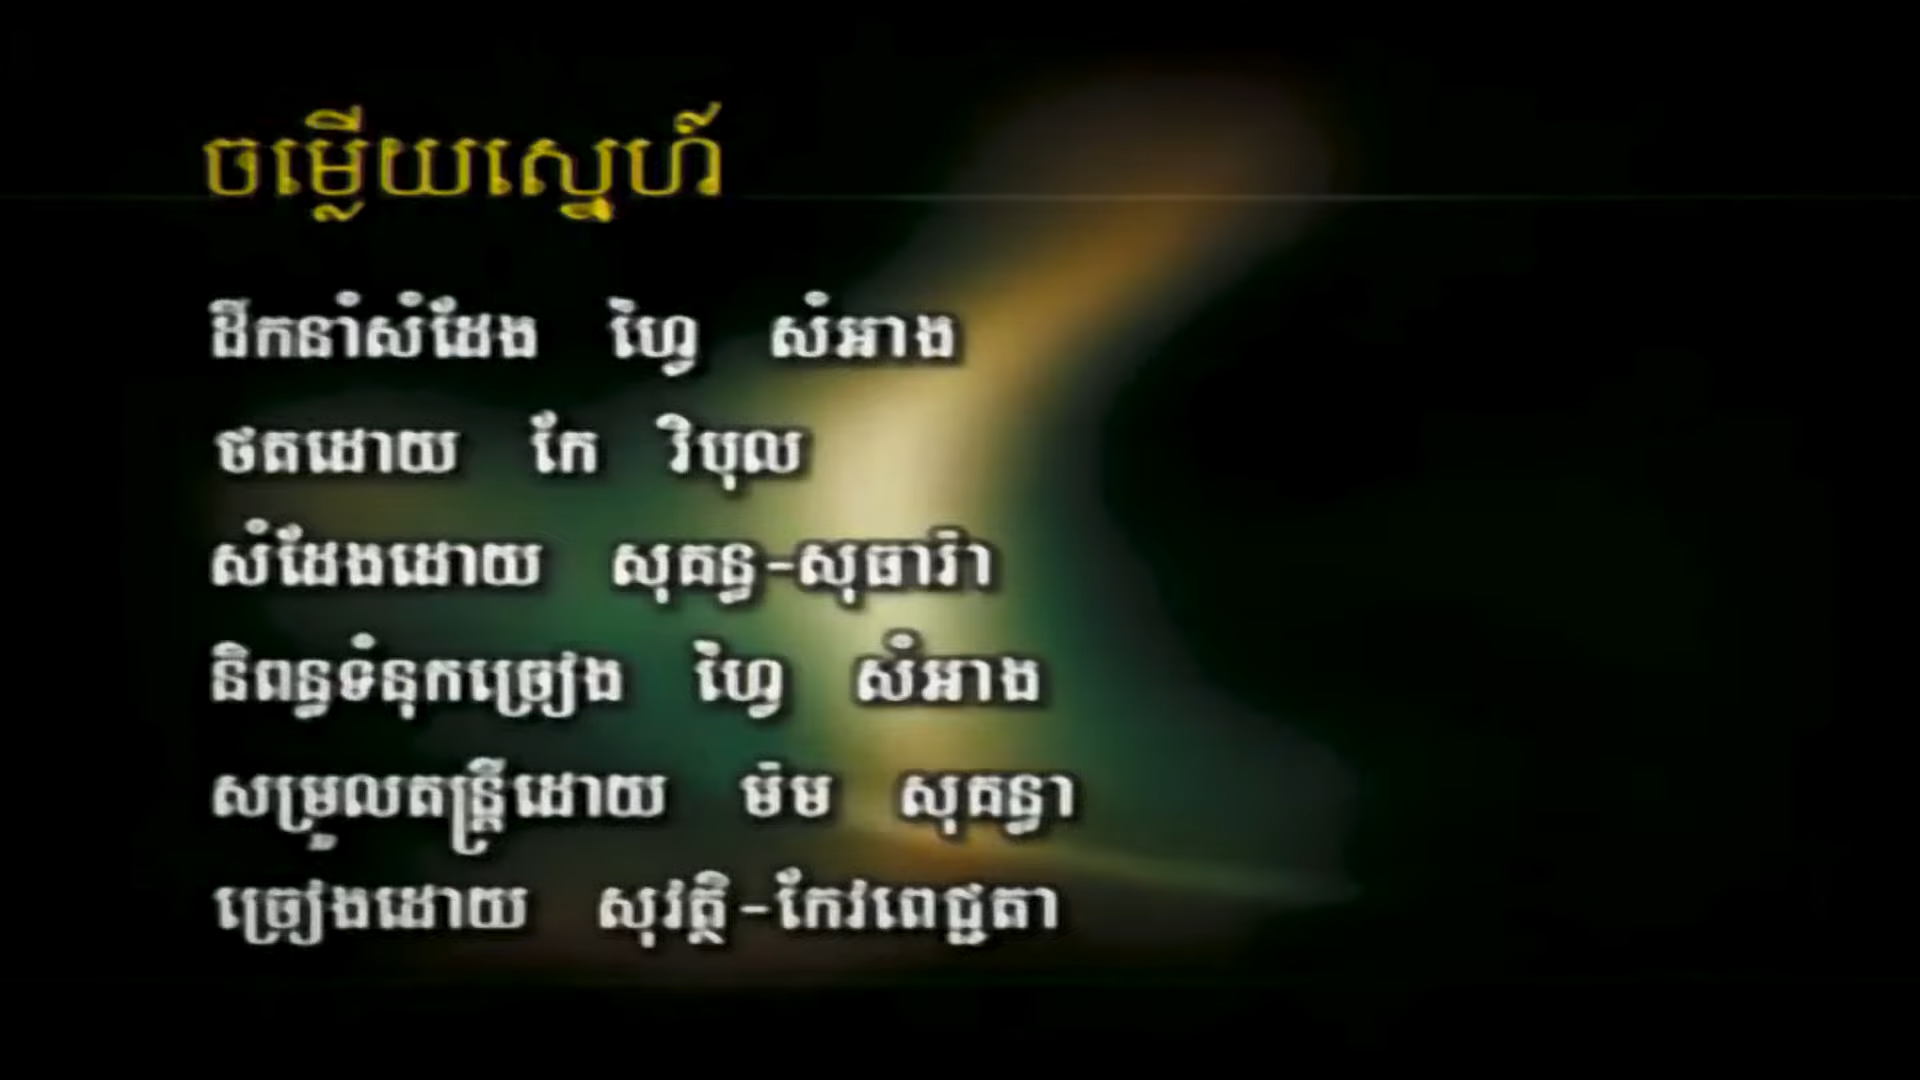 ចម្លើយស្នេហ៍
ដឹកនាំសំដែង ហ្វៃ សំអាង
ថតដោយ កែ វិបុល
សំដែងដោយ សុគន្ធ-សុធារ៉ា
និពន្ធទំនុកច្រៀង ហ្វៃ សំអាង
សម្រួលតន្ត្រីដោយ ម៉ម សុគន្ធា
ច្រៀងដោយ សុវត្ថិ-កែវពេជ្ជតា